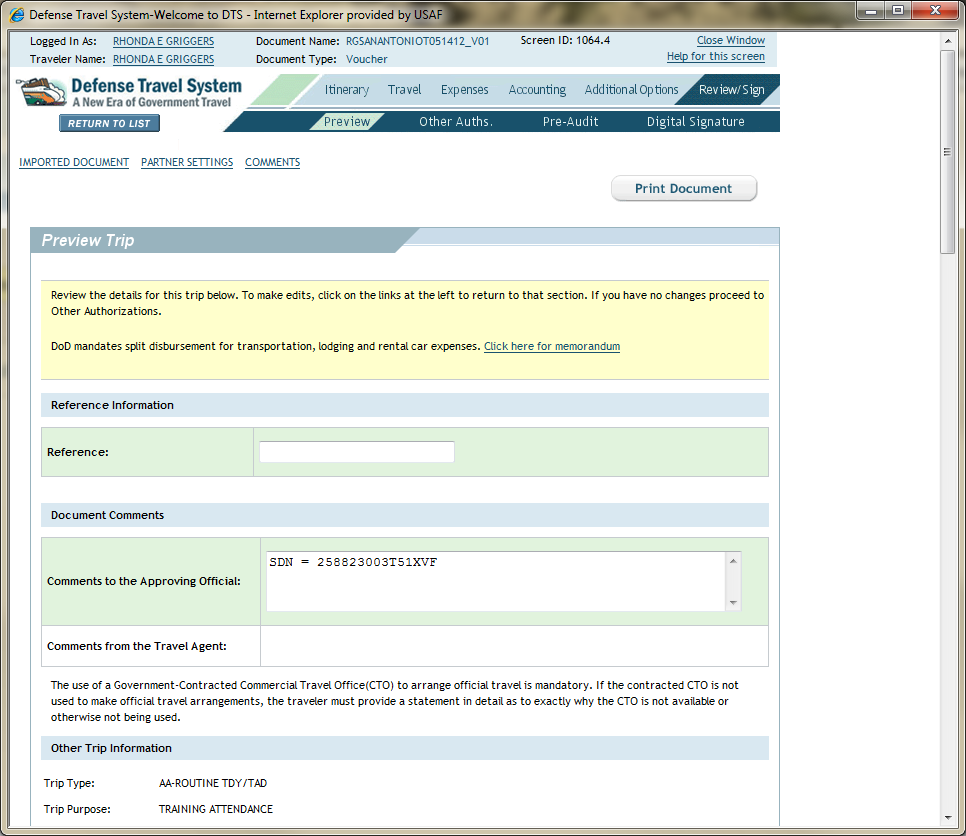 Defense Travel System-Welcome to DTS - Internet Explorer provided by USAF
Logged In As: RHONDA E GRIGGERS Document Name: RGSANANTONIOT051412_V01 Screen ID: 1064.4 Close Window
Traveler Name: RHONDA E GRIGGERS Document Type: Voucher Help for this screen
Defense Travel System
A New Era of Government Travel
Itinerary Travel Expenses Accounting Additional Options Review/Sign
RETURN TO LIST
Preview Other Auths. Pre-Audit Digital Signature
IMPORTED DOCUMENT PARTNER SETTINGS COMMENTS
Print Document
Preview Trip
Review the details for this trip below. To make edits, click on the links at the left to return to that section. If you have no changes proceed to
Other Authorizations.
DoD mandates split disbursement for transportation, lodging and rental car expenses. Click here for memorandum
Reference Information
Reference:
Document Comments
Comments to the Approving Official: SDN = 258823003T51XVF
Comments from the Travel Agent:
The use of a Government-Contracted Commercial Travel Office(CTO) to arrange official travel is mandatory. If the contracted CTO is not
used to make official travel arrangements, the traveler must provide a statement in detail as to exactly why the CTO is not available or
otherwise not being used.
Other Trip Information
Trip Type: AA-ROUTINE TDY/TAD
Trip Purpose: TRAINING ATTENDANCE